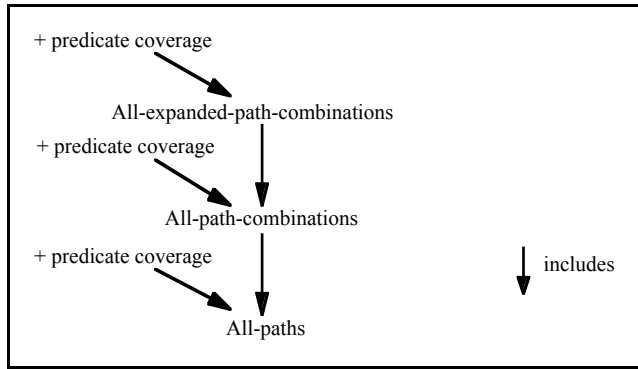 + predicate coverage
All-expanded-path-combinations
+ predicate coverage
All-path-combinations
+ predicate coverage
includes
All-paths